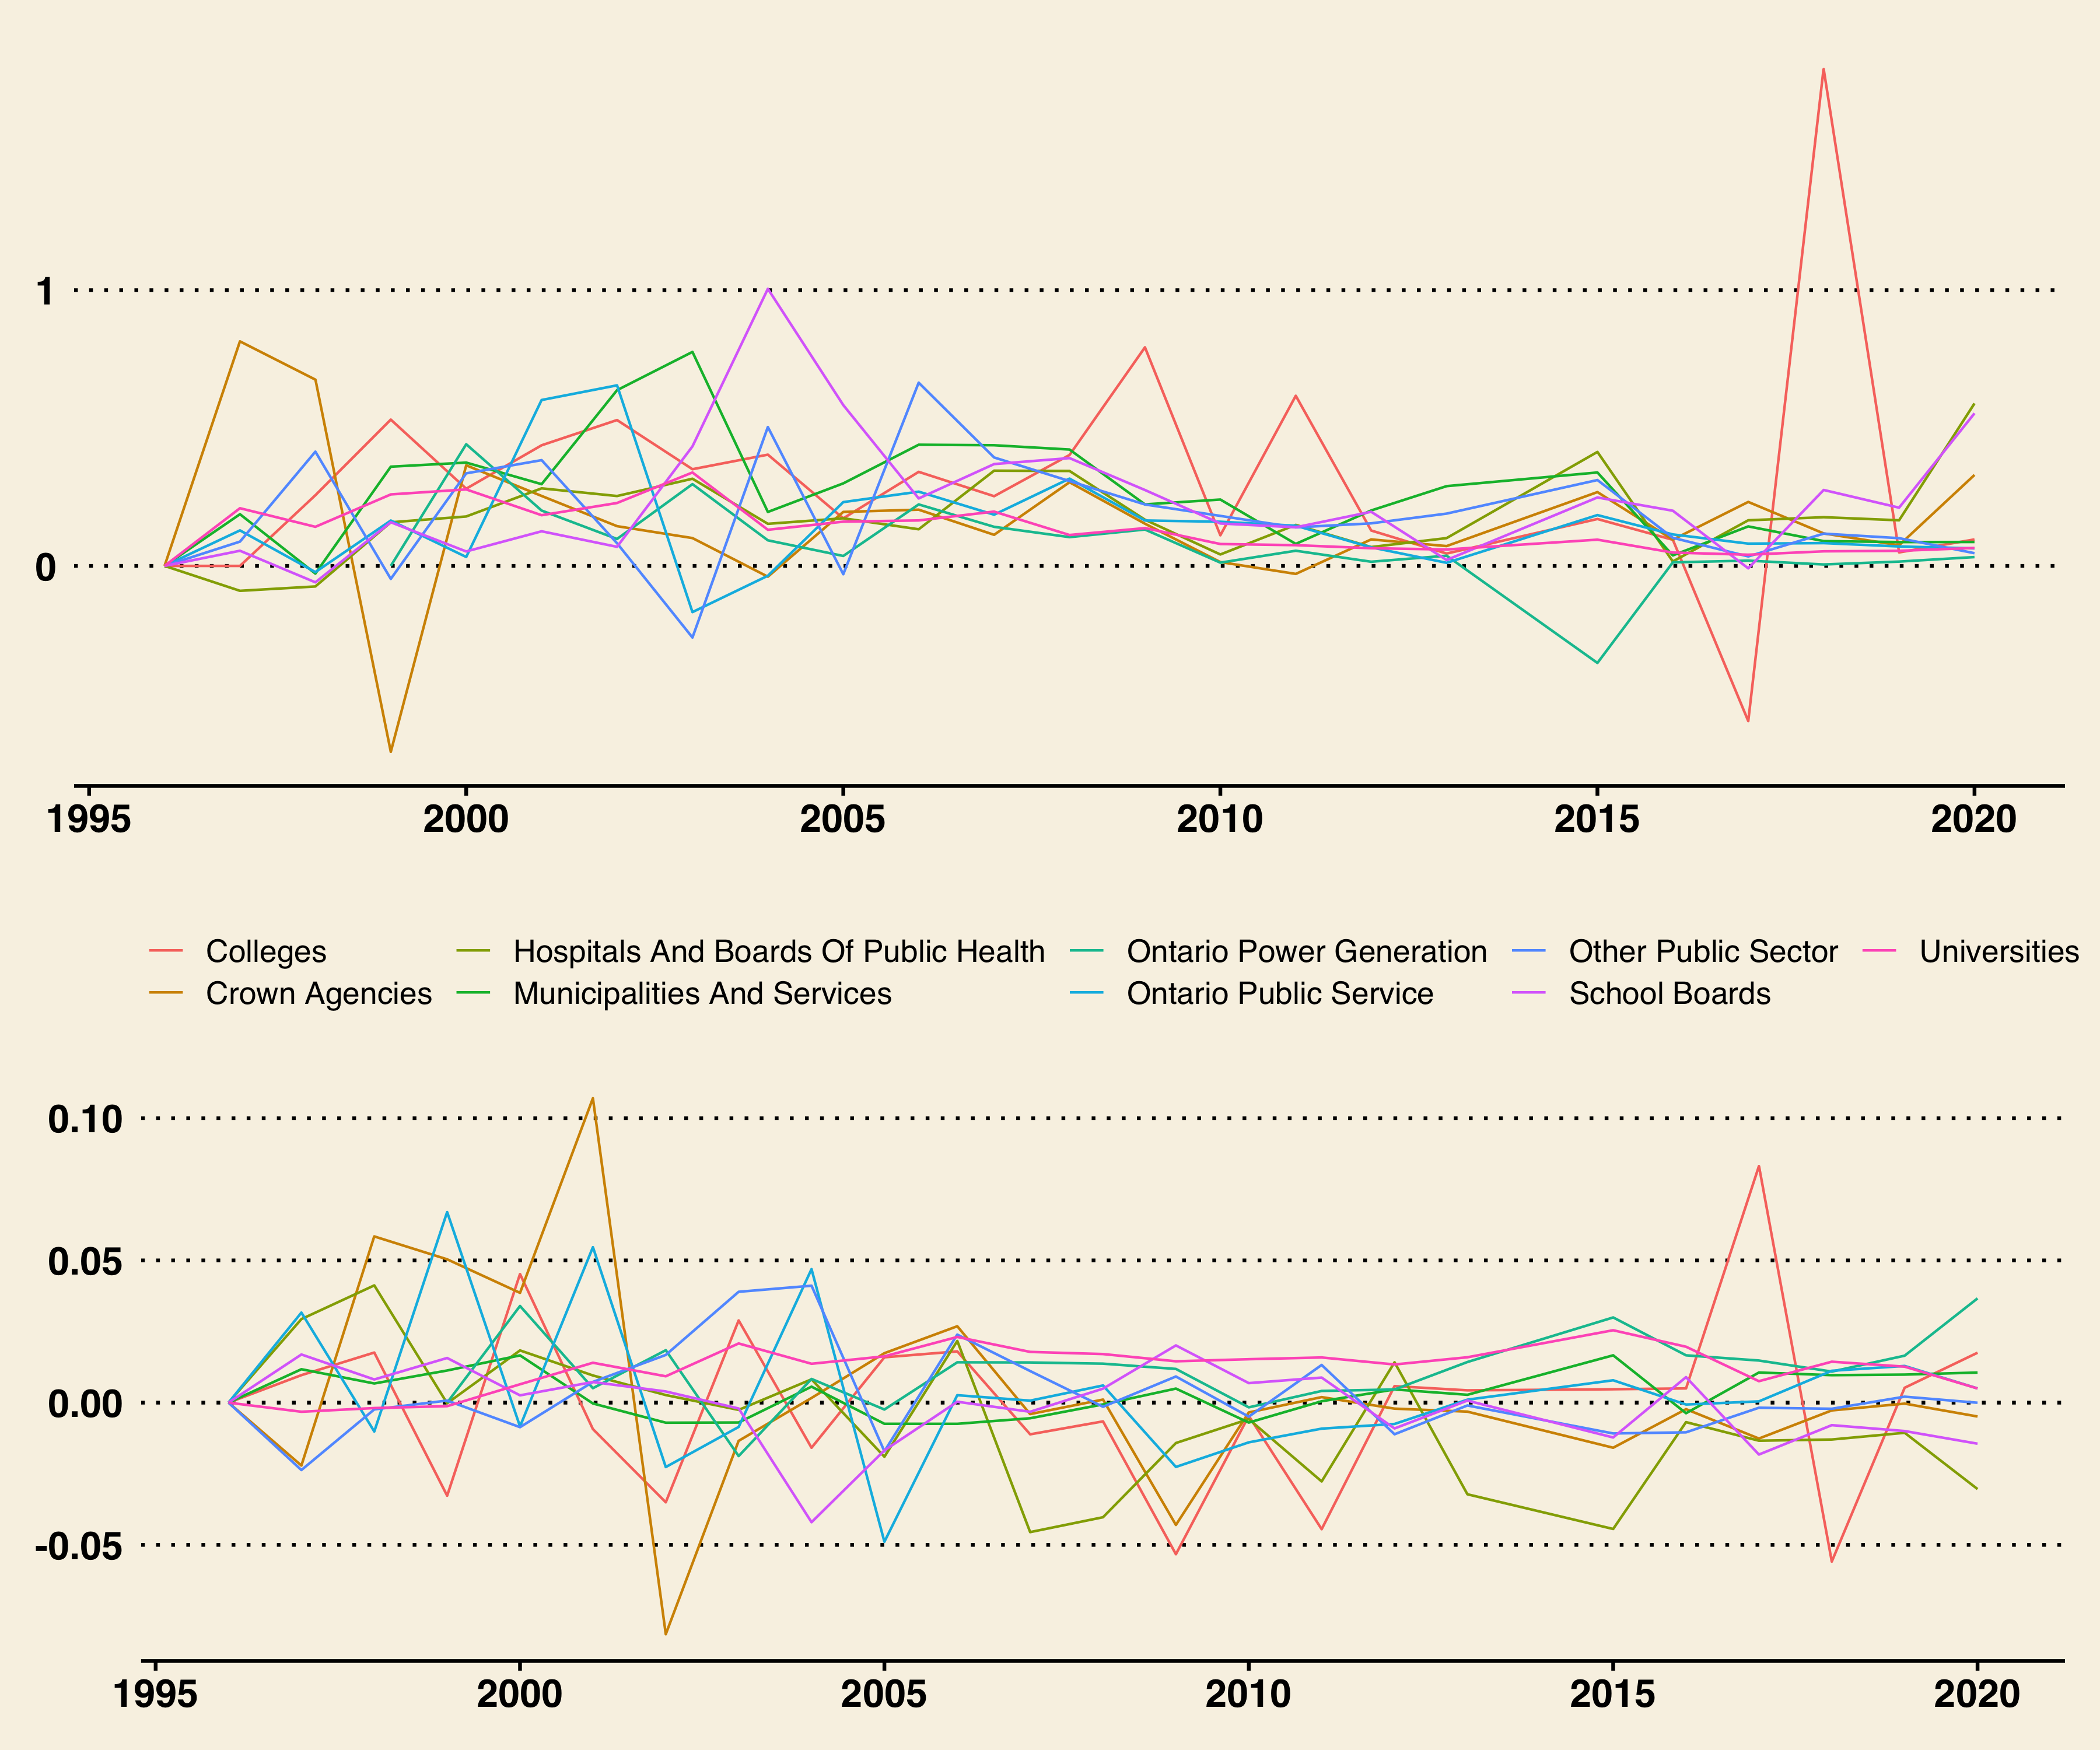 1
0
1995 2000 2005 2010 2015 2020
Colleges Hospitals And Boards Of Public Health Ontario Power Generation Other Public Sector Universities
Crown Agencies Municipalities And Services Ontario Public Service School Boards
0.10
0.05
0.00
-0.05
1995 2000 2005 2010 2015 2020